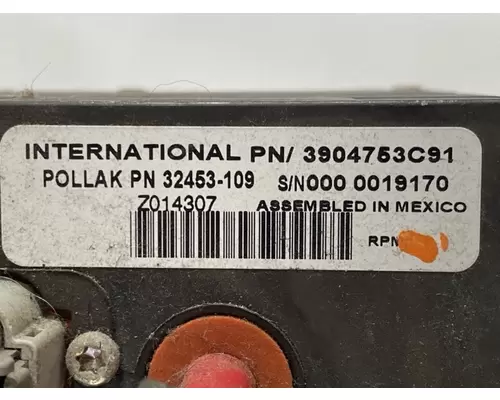 INTERNATIONAL PN/ 3904753C91
POLLAK PN 32453-109 S/N000 0019170
Z014307 ASSEMBLED IN MEXICO
RPM